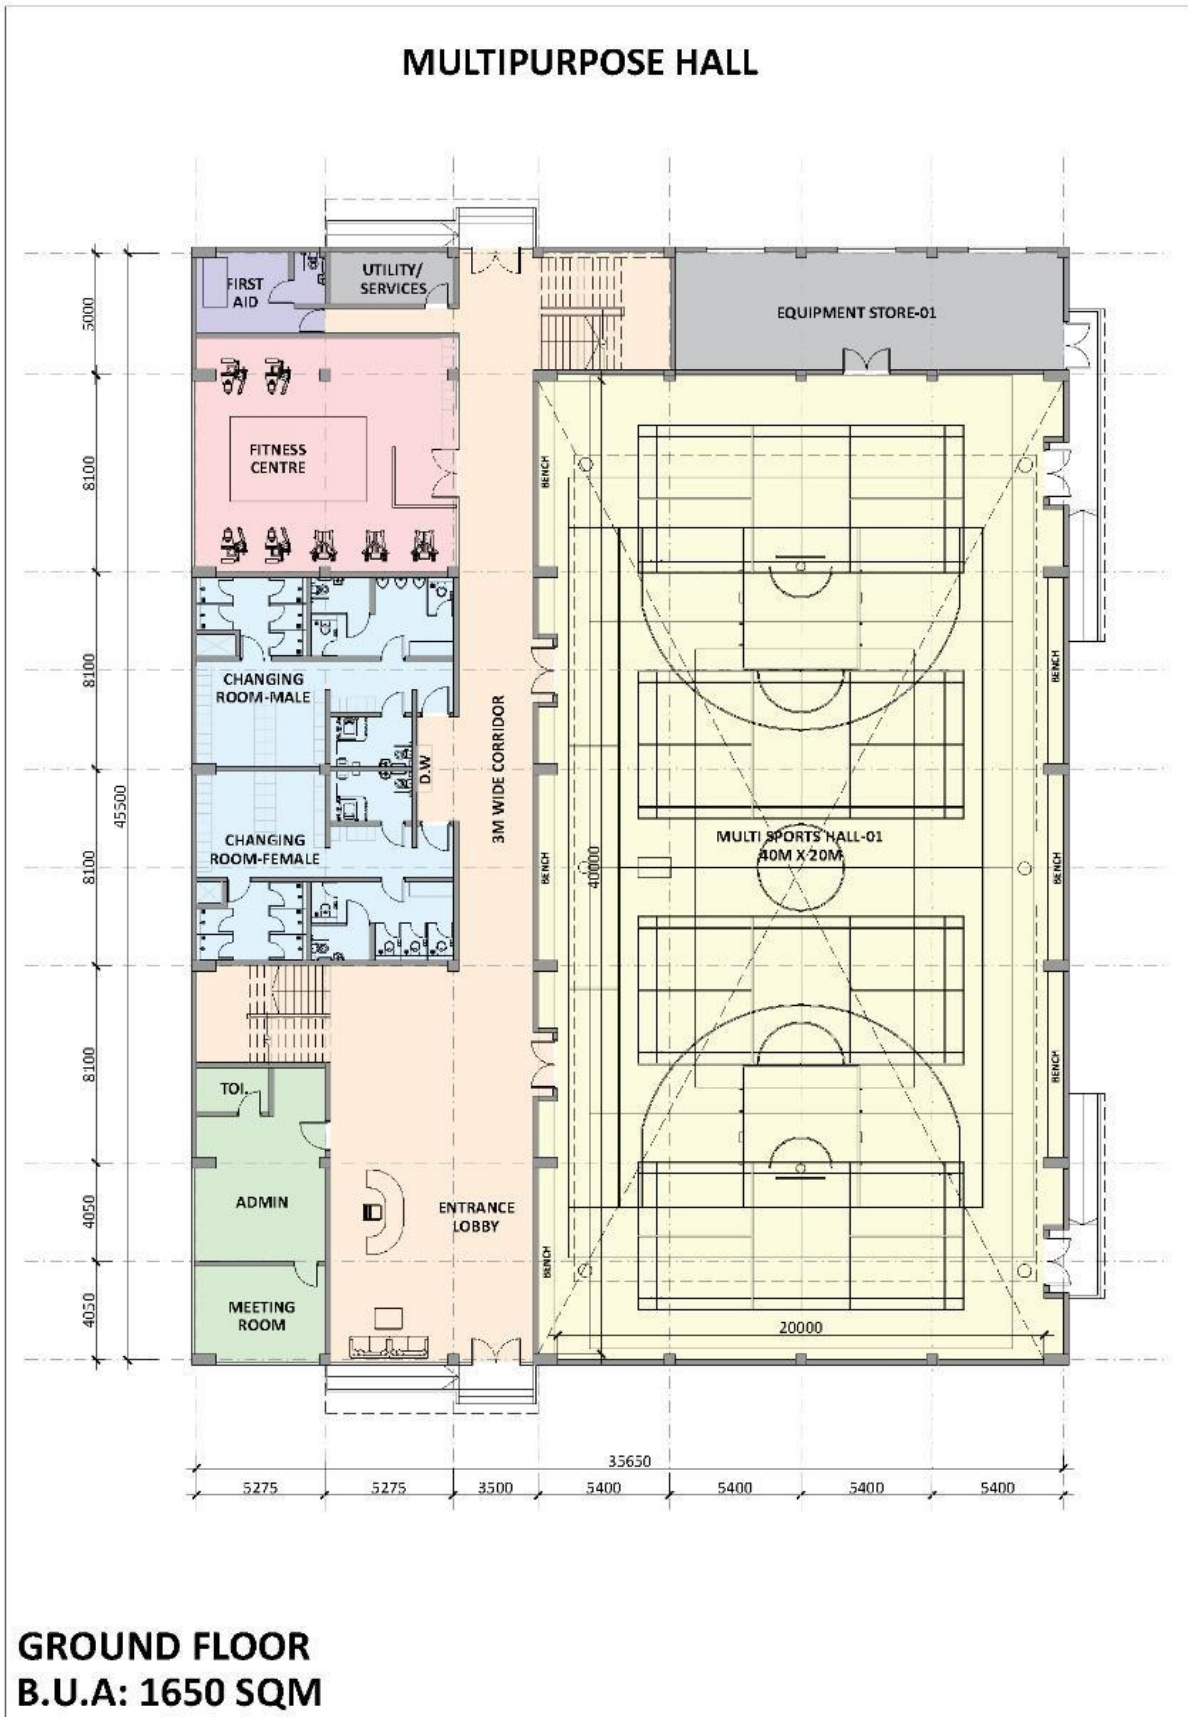 MULTIPURPOSE HALL
FIRST
AID
UTILITY/
SERVICES
EQUIPMENT STORE-01
5000
FITNESS
CENTRE
8100
BENCH
CHANGING
ROOM-MALE
8100
BENCH
3M WIDE CORRIDOR
D.W
45500
CHANGING
ROOM-FEMALE
8100
BENCH
40000
MULTI SPORTS HALL-01
40M X 20M
BENCH
TOI.
8100
BENCH
ADMIN
4050
ENTRANCE
LOBBY
BENCH
MEETING
ROOM
4050
20000
35650
5275
5275
3500
5400
5400
5400
5400
GROUND FLOOR
B.U.A: 1650 SQM